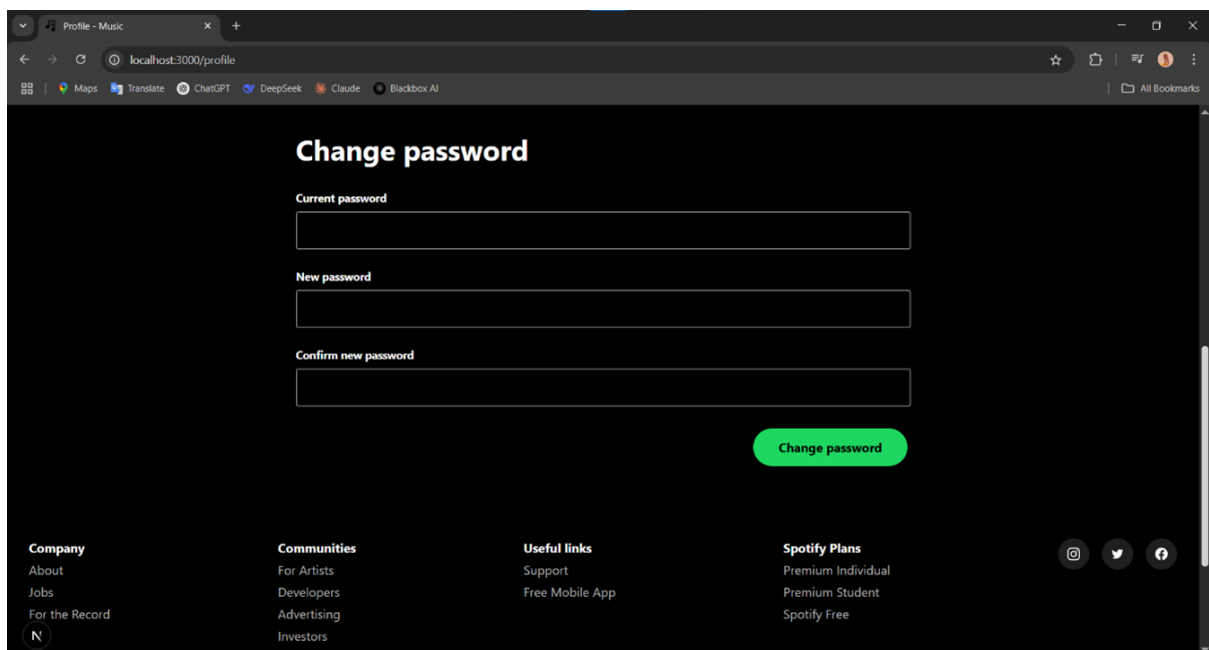 Profile - Music
localhost:3000/profile
Maps Translate ChatGPT DeepSeek Claude Blackbox AI All Bookmarks
Change password
Current password
New password
Confirm new password
Change password
Company
About
Jobs
For the Record
Communities
For Artists
Developers
Advertising
Investors
Useful links
Support
Free Mobile App
Spotify Plans
Premium Individual
Premium Student
Spotify Free
N